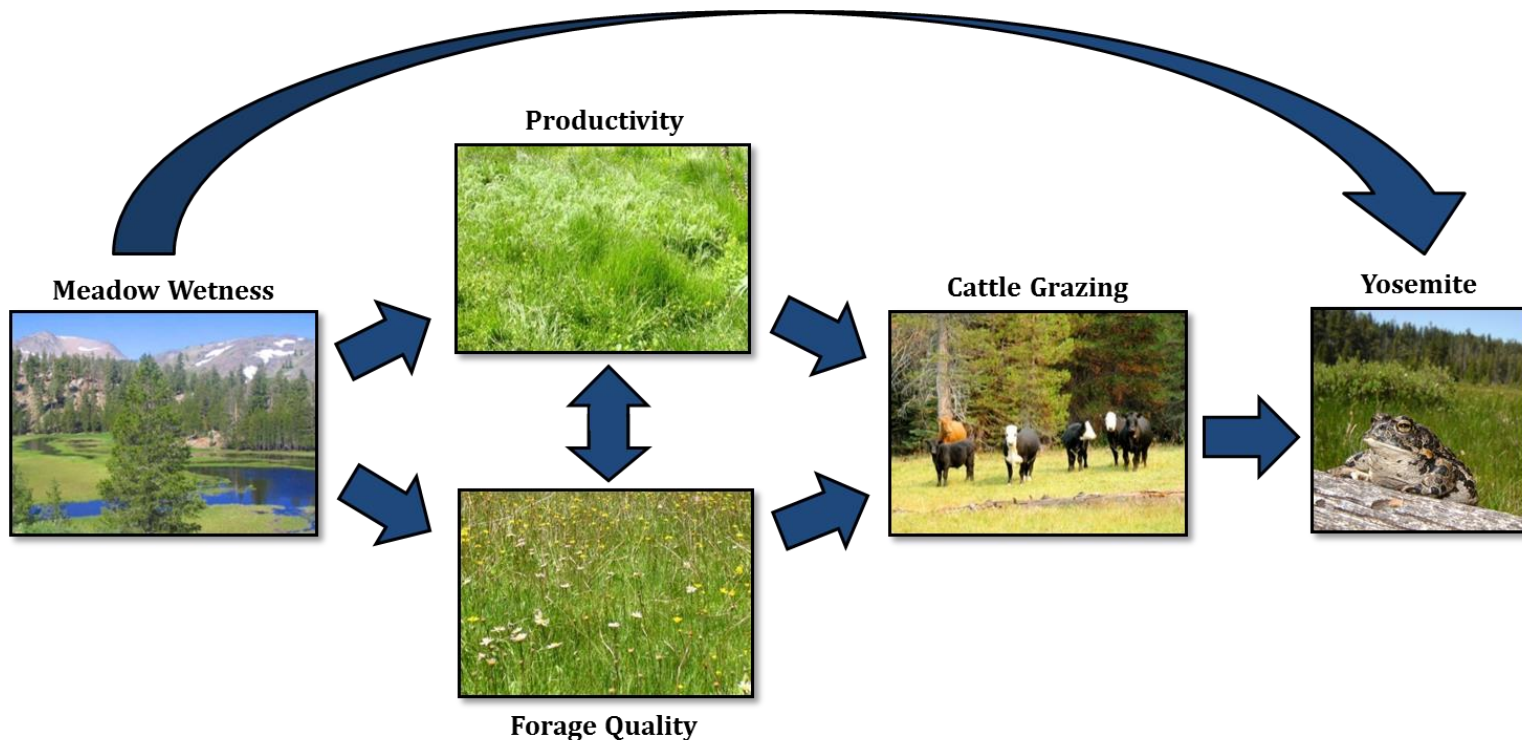 Productivity
Meadow Wetness
Cattle Grazing
Yosemite
Forage Quality